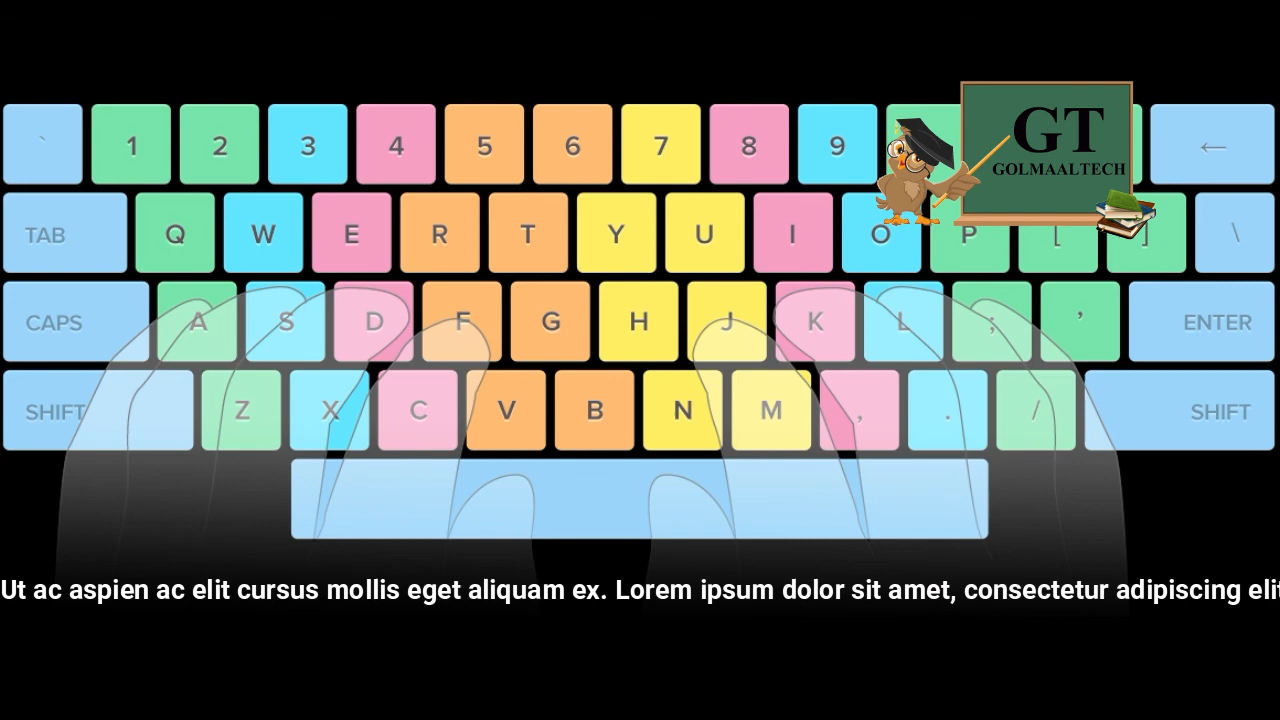 ` 1 2 3 4 5 6 7 8 9 ←
GT
GOLMAALTECH
TAB Q W E R T Y U I O P [ ] \
CAPS A S D F G H J K L ; ' ENTER
SHIFT Z X C V B N M , . / SHIFT
Ut ac aspien ac elit cursus mollis eget aliquam ex. Lorem ipsum dolor sit amet, consectetur adipiscing elit